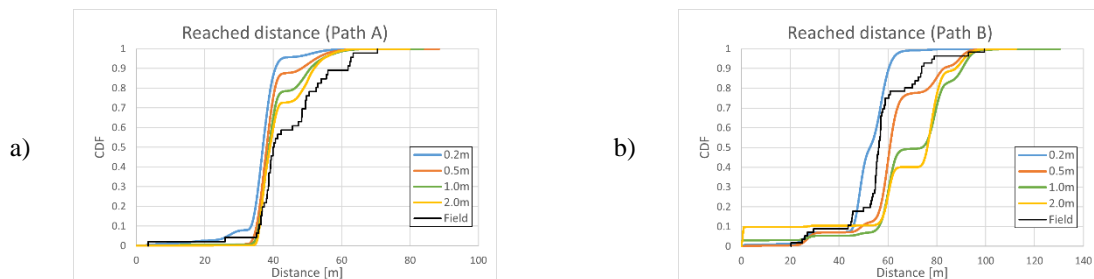 a)
Reached distance (Path A)
CDF
1
0.9
0.8
0.7
0.6
0.5
0.4
0.3
0.2
0.1
0
0 20 40 60 80 100
Distance [m]
0.2m
0.5m
1.0m
2.0m
Field
b)
Reached distance (Path B)
CDF
1
0.9
0.8
0.7
0.6
0.5
0.4
0.3
0.2
0.1
0
0 20 40 60 80 100 120 140
Distance [m]
0.2m
0.5m
1.0m
2.0m
Field